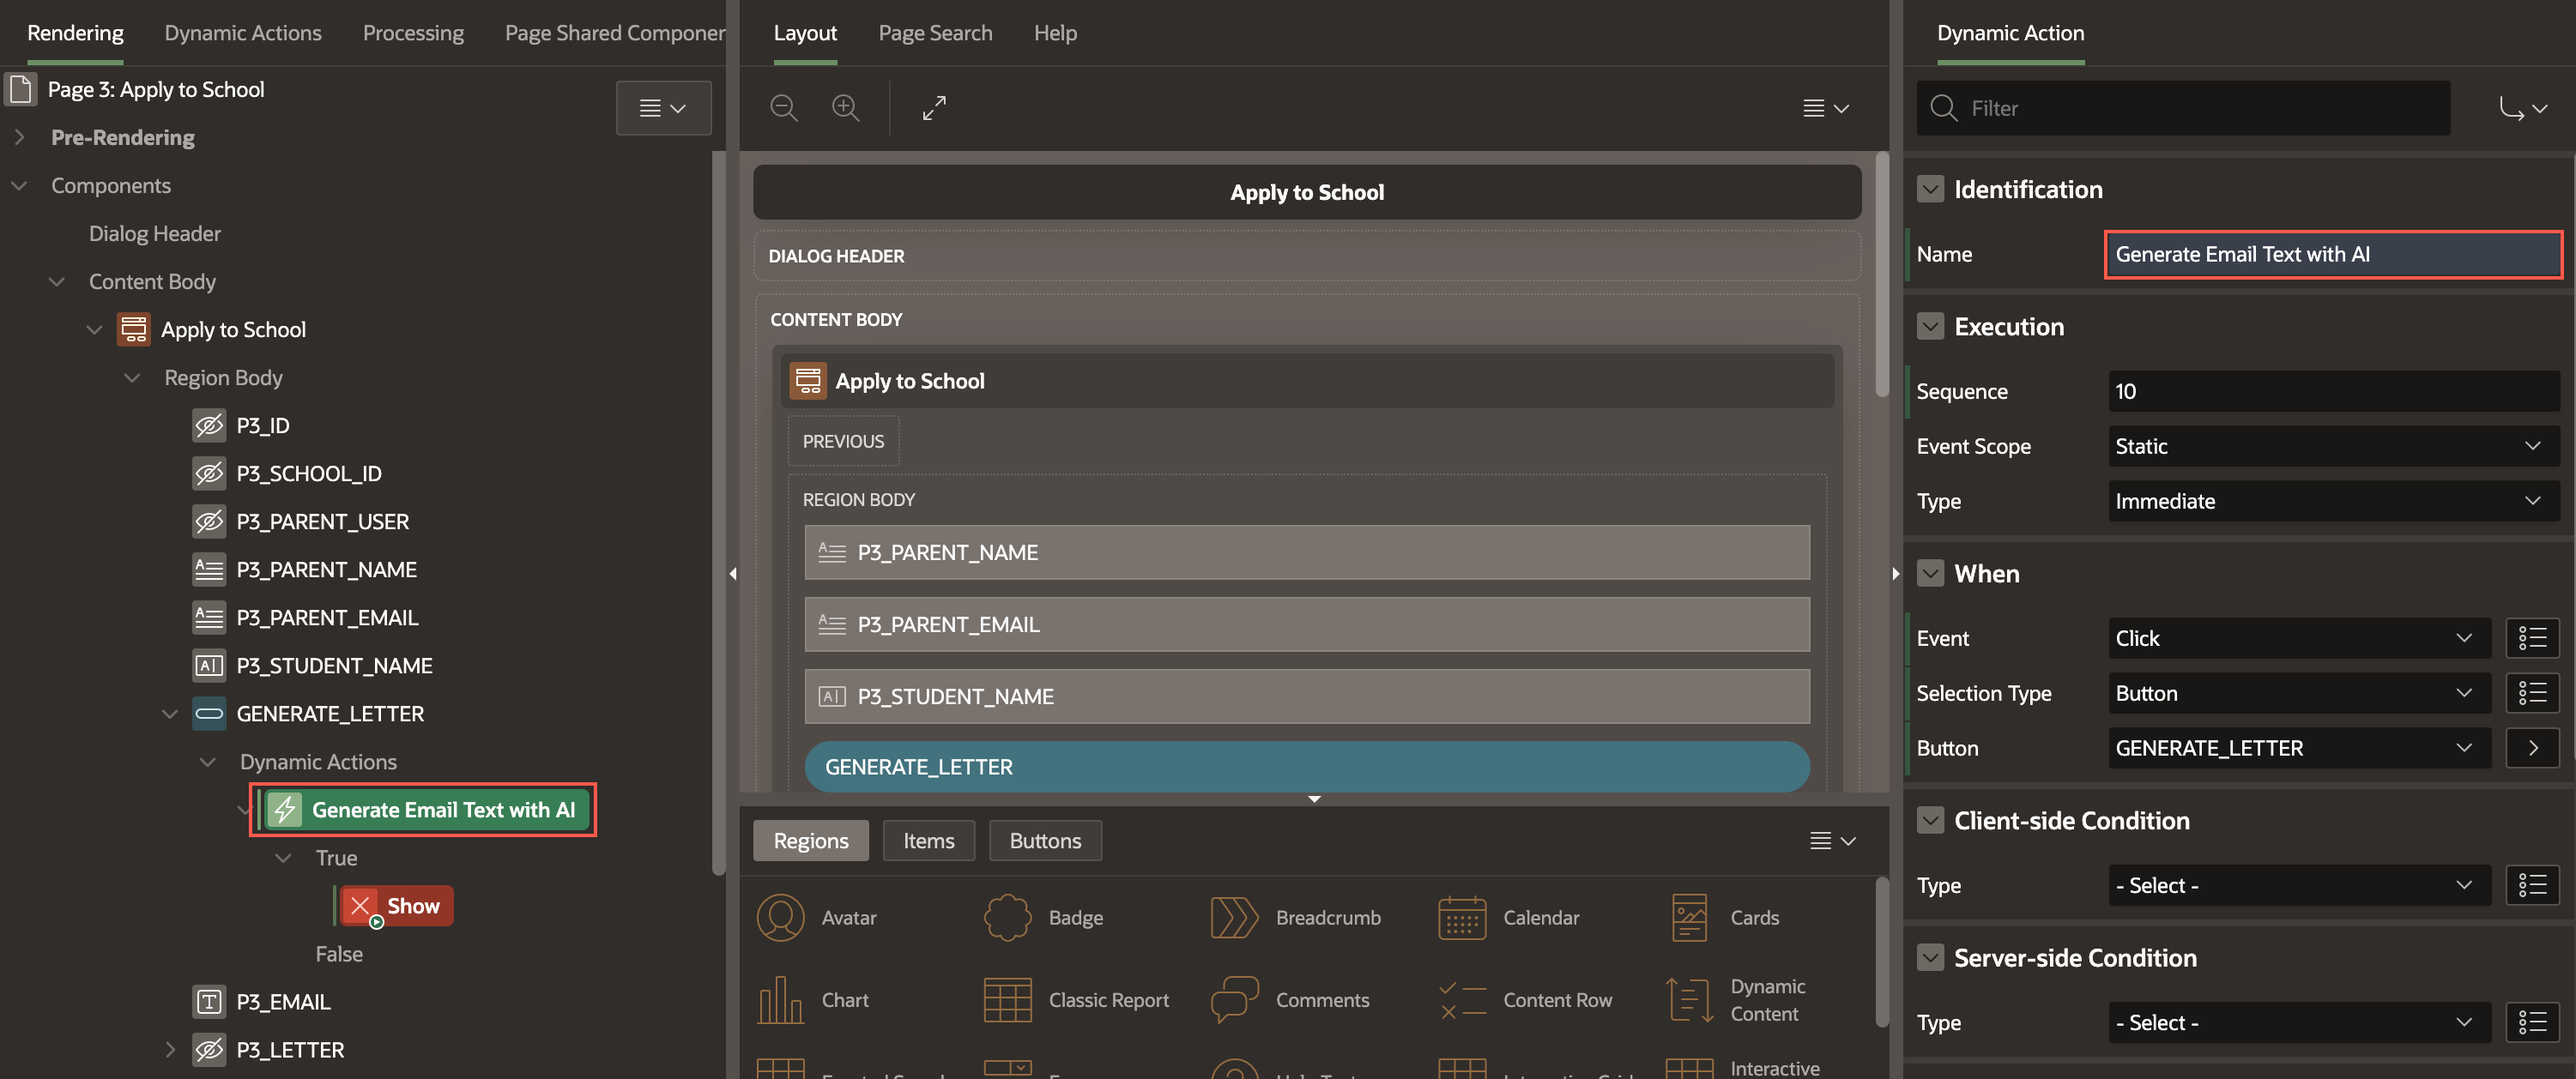 Rendering
Dynamic Actions
Processing
Page Shared Componen
Page 3: Apply to School
Pre-Rendering
Components
Dialog Header
Content Body
Apply to School
Region Body
P3_ID
P3_SCHOOL_ID
P3_PARENT_USER
P3_PARENT_NAME
P3_PARENT_EMAIL
P3_STUDENT_NAME
GENERATE_LETTER
Dynamic Actions
Generate Email Text with AI
True
Show
False
P3_EMAIL
P3_LETTER
Layout
Page Search
Help
Apply to School
DIALOG HEADER
CONTENT BODY
Apply to School
PREVIOUS
REGION BODY
P3_PARENT_NAME
P3_PARENT_EMAIL
P3_STUDENT_NAME
GENERATE_LETTER
Regions
Items
Buttons
Avatar
Badge
Breadcrumb
Calendar
Cards
Chart
Classic Report
Comments
Content Row
Dynamic
Content
Interactive
Dynamic Action
Filter
Identification
Name
Generate Email Text with AI
Execution
Sequence
10
Event Scope
Static
Type
Immediate
When
Event
Click
Selection Type
Button
Button
GENERATE_LETTER
Client-side Condition
Type
- Select -
Server-side Condition
Type
- Select -